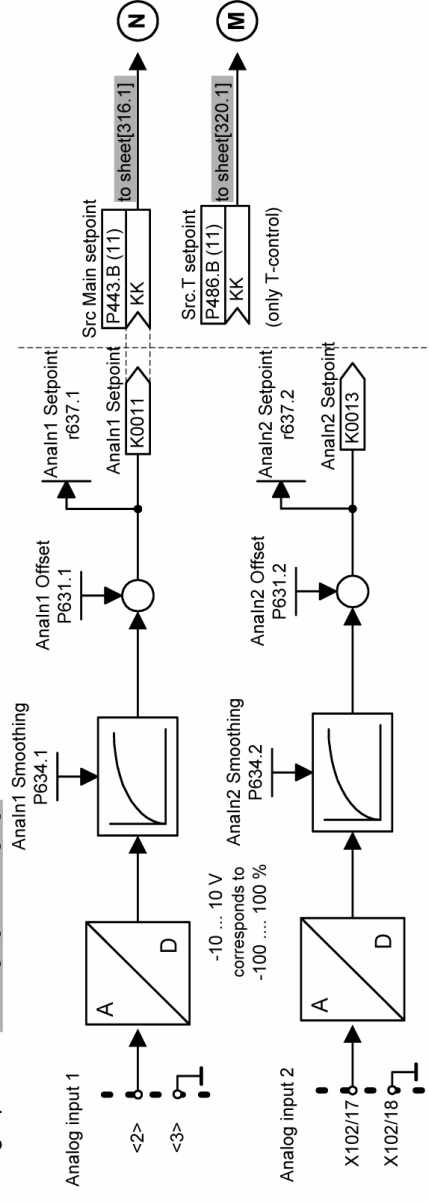 Analog input 1
<2>
<3>
A
D
-10 ... 10 V
corresponds to
-100 .... 100 %
AnaIn1 Smoothing
P634.1
AnaIn1 Offset
P631.1
AnaIn1 Setpoint
r637.1
AnaIn1 Setpoint
K0011
Src Main setpoint
P443.B (11)
KK
to sheet[316.1]
N
Src.T setpoint
P486.B (11)
KK
(only T-control)
to sheet[320.1]
M
Analog input 2
X102/17
X102/18
A
D
AnaIn2 Smoothing
P634.2
AnaIn2 Offset
P631.2
AnaIn2 Setpoint
r637.2
AnaIn2 Setpoint
K0013